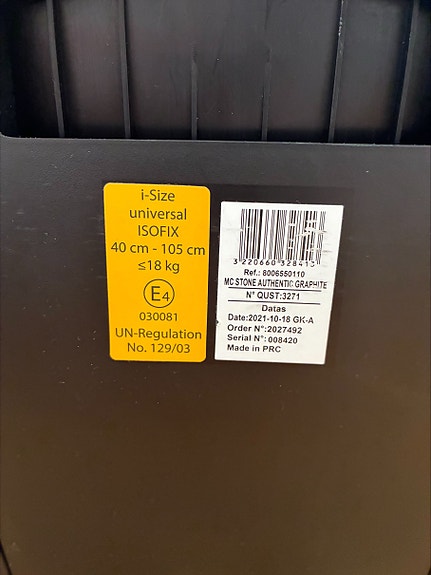 i-Size
universal
ISOFIX
40 cm - 105 cm
≤18 kg
E4
030081
UN-Regulation
No. 129/03
3 220660 328413
Ref.: 8006550110
MC STONE AUTHENTIC GRAPHITE
N° QUST:3271
Datas
Date:2021-10-18 GK-A
Order N°:2027492
Serial N°: 008420
Made in PRC